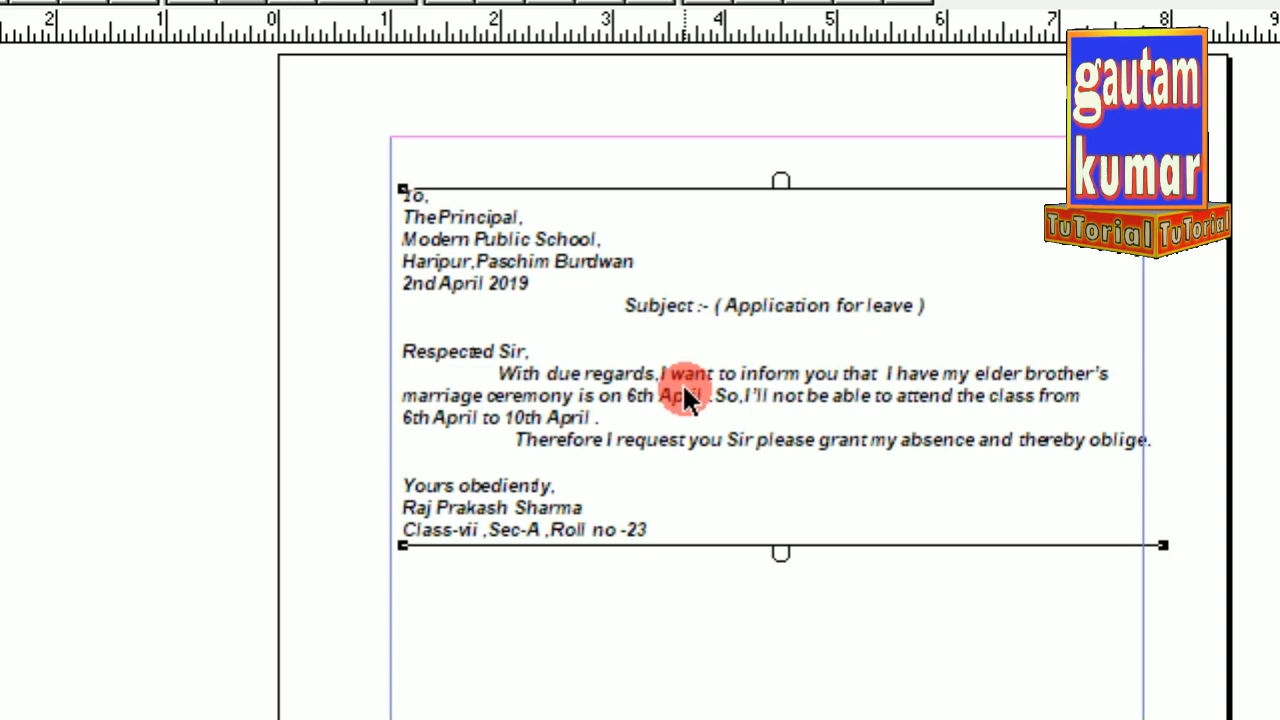 2 1 0 1 2 3 4 5 6 7 8 9
gautam
kumar
TuTorial TuTorial
To,
The Principal,
Modern Public School,
Haripur,Paschim Burdwan
2nd April 2019
Subject :- ( Application for leave )
Respected Sir,
With due regards,I want to inform you that I have my elder brother's
marriage ceremony is on 6th April .So,I'll not be able to attend the class from
6th April to 10th April .
Therefore I request you Sir please grant my absence and thereby oblige.
Yours obediently,
Raj Prakash Sharma
Class-vii ,Sec-A ,Roll no -23